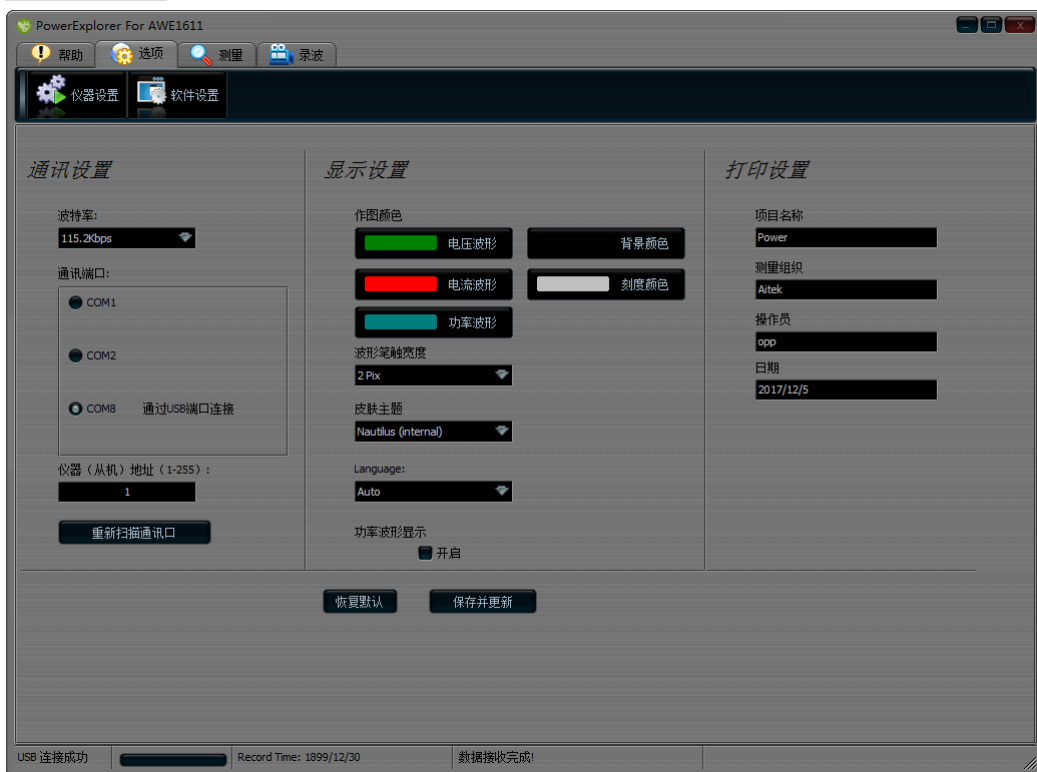 PowerExplorer For AWE1611
帮助 选项 测量 录波
仪器设置 软件设置
通讯设置
波特率:
115.2Kbps
通讯端口:
COM1
COM2
COM8 通过USB端口连接
仪器（从机）地址（1-255）:
1
重新扫描通讯口
显示设置
作图颜色
电压波形 背景颜色
电流波形 刻度颜色
功率波形
波形笔触宽度
2 Pix
皮肤主题
Nautilus (internal)
Language:
Auto
功率波形显示
开启
打印设置
项目名称
Power
测量组织
Aitek
操作员
opp
日期
2017/12/5
恢复默认 保存并更新
USB 连接成功 Record Time: 1899/12/30 数据接收完成!